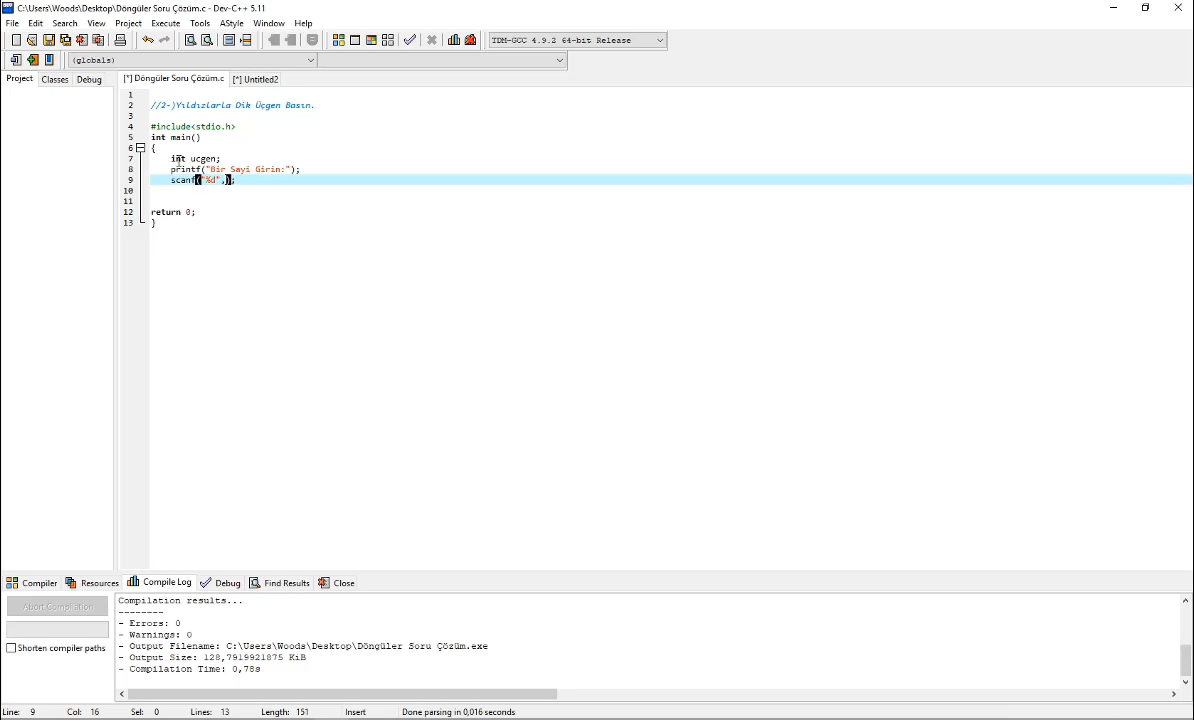 C:\Users\Woods\Desktop\Döngüler Soru Çözüm.c - Dev-C++ 5.11
File Edit Search View Project Execute Tools AStyle Window Help
TDM-GCC 4.9.2 64-bit Release
(globals)
Project Classes Debug [*] Döngüler Soru Çözüm.c [*] Untitled2
1
2 //2-)Yıldızlarla Dik Üçgen Basın.
3
4 #include<stdio.h>
5 int main()
6 {
7 int ucgen;
8 printf("Bir Sayi Girin:");
9 scanf("%d",);
10
11
12 return 0;
13 }
Compiler Resources Compile Log Debug Find Results Close
Abort Compilation
Shorten compiler paths
Compilation results...
--------
- Errors: 0
- Warnings: 0
- Output Filename: C:\Users\Woods\Desktop\Döngüler Soru Çözüm.exe
- Output Size: 128,7919921875 KiB
- Compilation Time: 0,78s
Line: 9 Col: 16 Sel: 0 Lines: 13 Length: 151 Insert Done parsing in 0,016 seconds